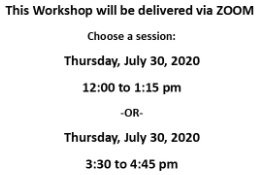 This Workshop will be delivered via ZOOM
Choose a session:
Thursday, July 30, 2020
12:00 to 1:15 pm
-OR-
Thursday, July 30, 2020
3:30 to 4:45 pm